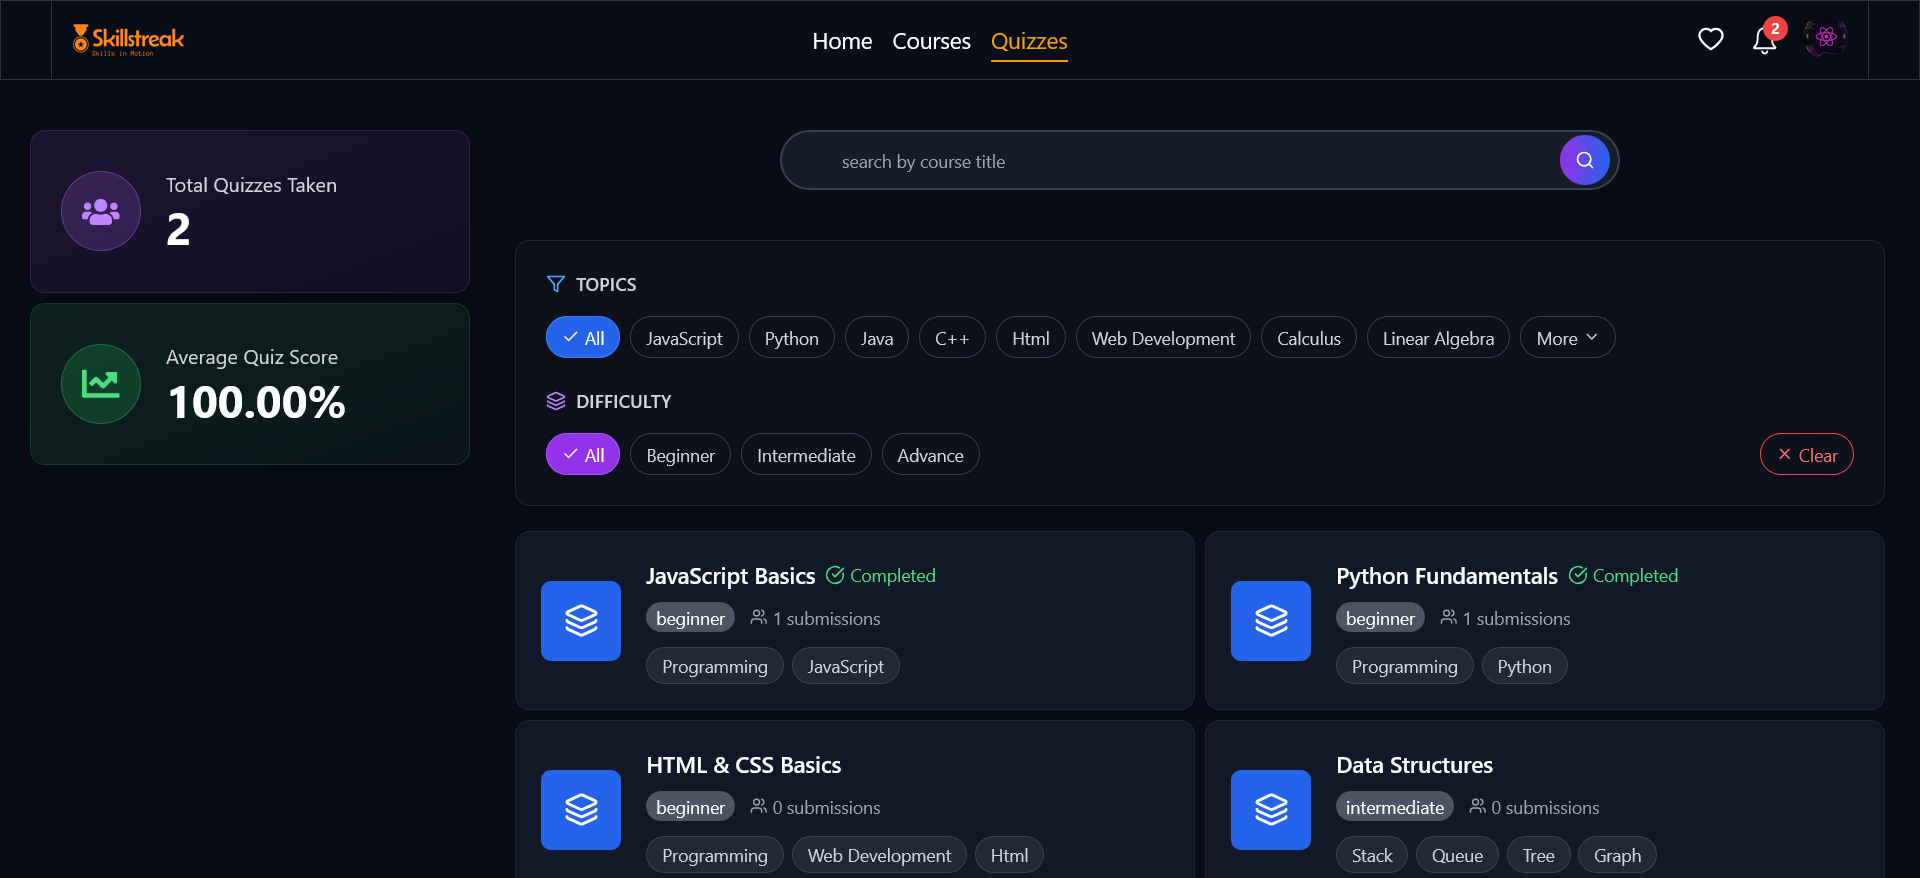 Skillstreak
Skills in Motion
Home Courses Quizzes
2
Total Quizzes Taken
2
Average Quiz Score
100.00%
search by course title
TOPICS
All JavaScript Python Java C++ Html Web Development Calculus Linear Algebra More
DIFFICULTY
All Beginner Intermediate Advance Clear
JavaScript Basics Completed
beginner 1 submissions
Programming JavaScript
Python Fundamentals Completed
beginner 1 submissions
Programming Python
HTML & CSS Basics
beginner 0 submissions
Programming Web Development Html
Data Structures
intermediate 0 submissions
Stack Queue Tree Graph